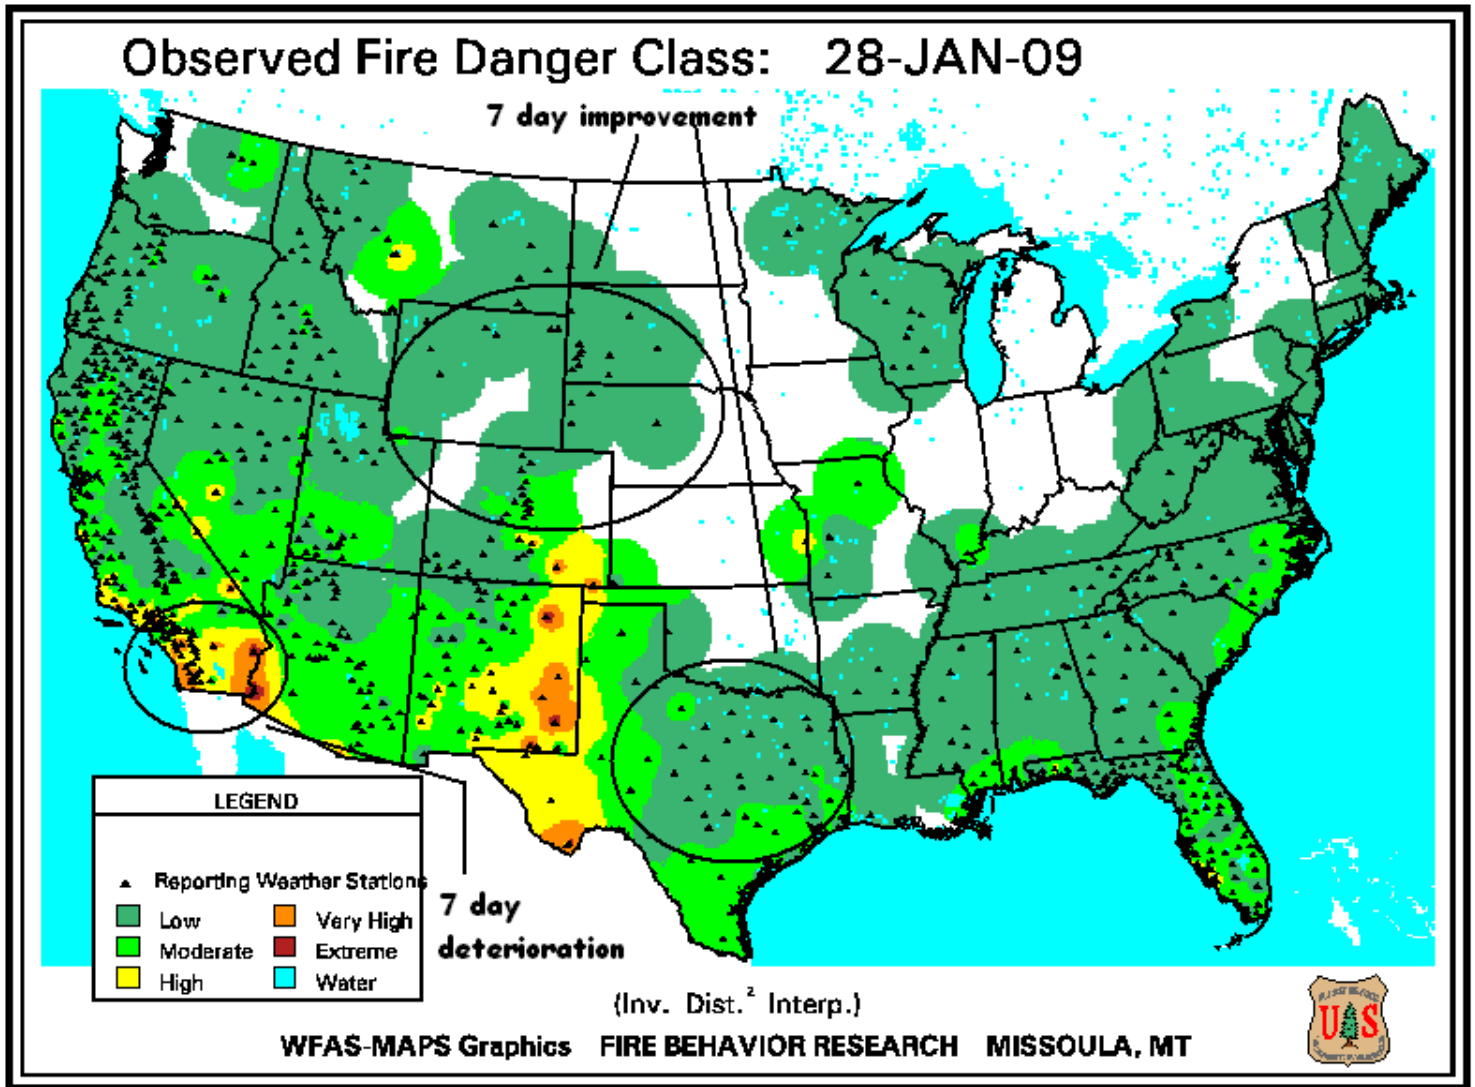 Observed Fire Danger Class: 28-JAN-09
7 day improvement
LEGEND
Reporting Weather Stations
Low
Very High
Moderate
Extreme
High
Water
7 day
deterioration
(Inv. Dist.² Interp.)
WFAS-MAPS Graphics FIRE BEHAVIOR RESEARCH MISSOULA, MT
U S